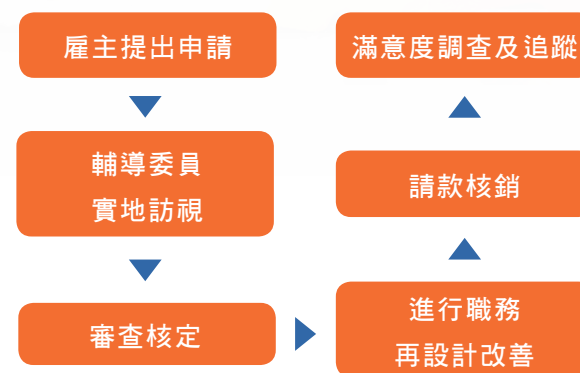 雇主提出申請
輔導委員
實地訪視
審查核定
進行職務
再設計改善
請款核銷
滿意度調查及追蹤